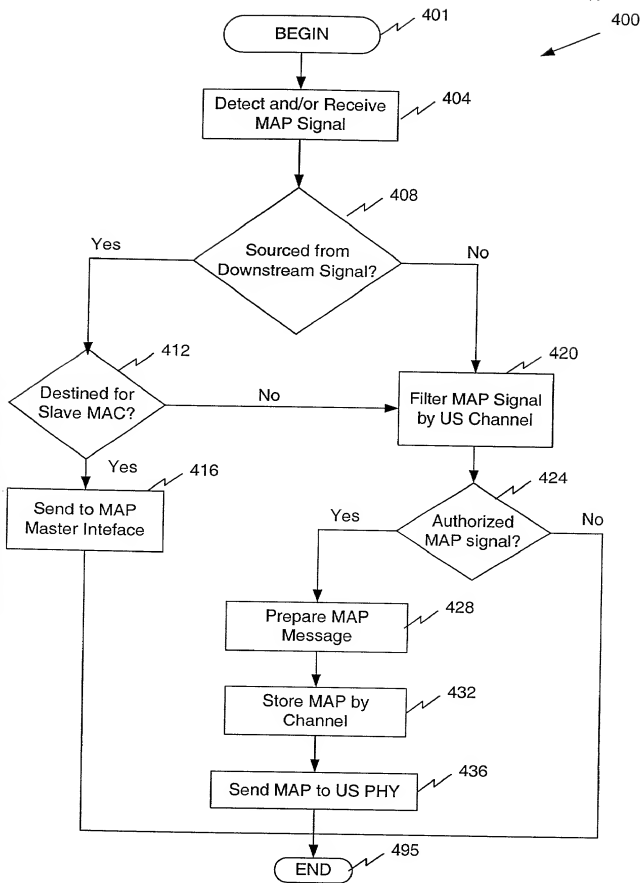 400
BEGIN
401
Detect and/or Receive
MAP Signal
404
408
Sourced from
Downstream Signal?
Yes
No
412
Destined for
Slave MAC?
No
Yes
420
Filter MAP Signal
by US Channel
416
Send to MAP
Master Inteface
424
Authorized
MAP signal?
Yes
No
Prepare MAP
Message
428
Store MAP by
Channel
432
Send MAP to US PHY
436
END
495